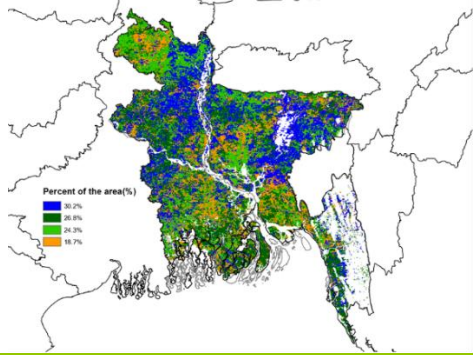 Percent of the area(%)
30.2%
26.8%
24.3%
18.7%